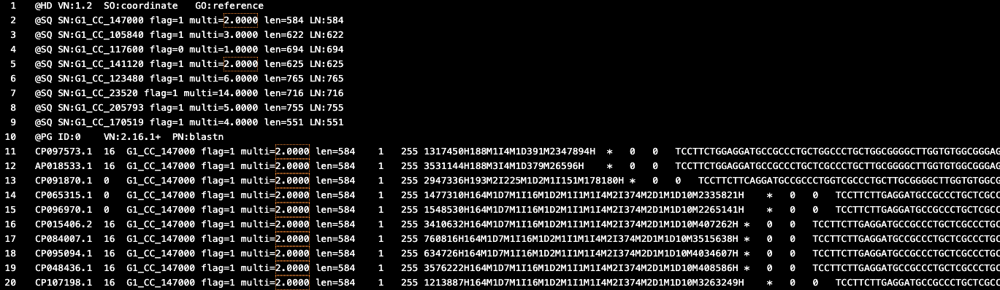 1 @HD VN:1.2 SO:coordinate GO:reference
2 @SQ SN:G1_CC_147000 flag=1 multi=2.0000 len=584 LN:584
3 @SQ SN:G1_CC_105840 flag=1 multi=3.0000 len=622 LN:622
4 @SQ SN:G1_CC_117600 flag=0 multi=1.0000 len=694 LN:694
5 @SQ SN:G1_CC_141120 flag=1 multi=2.0000 len=625 LN:625
6 @SQ SN:G1_CC_123480 flag=1 multi=6.0000 len=765 LN:765
7 @SQ SN:G1_CC_23520 flag=1 multi=14.0000 len=716 LN:716
8 @SQ SN:G1_CC_205793 flag=1 multi=5.0000 len=755 LN:755
9 @SQ SN:G1_CC_170519 flag=1 multi=4.0000 len=551 LN:551
10 @PG ID:0 VN:2.16.1+ PN:blastn
11 CP097573.1 16 G1_CC_147000 flag=1 multi=2.0000 len=584 1 255 1317450H188M1I4M1D391M2347894H * 0 0 TCCTTCTGGAGGATGCCGCCCTGCTGGCCCTGCTGGCGGGGCTTGGTGTGGCGGGAG
12 AP018533.1 16 G1_CC_147000 flag=1 multi=2.0000 len=584 1 255 3531144H188M3I4M1D379M26596H * 0 0 TCCTTCTGGAGGATGCCGCCCTGCTCGCCCTGCTTGCGGGGCTTGGTGTGGCGGGAG
13 CP091870.1 0 G1_CC_147000 flag=1 multi=2.0000 len=584 1 255 2947336H193M2I225M1D2M1I151M178180H * 0 0 TCCTTCTTCAGGATGCCGCCCTGGTCGCCCTGCTTGCGGGGCTTGGTGTGGCG
14 CP065315.1 0 G1_CC_147000 flag=1 multi=2.0000 len=584 1 255 1477310H164M1D7M1I16M1D2M1I1M1I4M2I374M2D1M1D10M2335821H * 0 0 TCCTTCTTGAGGATGCCGCCCTGCTCGCC
15 CP096970.1 0 G1_CC_147000 flag=1 multi=2.0000 len=584 1 255 1548530H164M1D7M1I16M1D2M1I1M1I4M2I374M2D1M1D10M2265141H * 0 0 TCCTTCTTGAGGATGCCGCCCTGCTCGCC
16 CP015406.2 16 G1_CC_147000 flag=1 multi=2.0000 len=584 1 255 3410632H164M1D7M1I16M1D2M1I1M1I4M2I374M2D1M1D10M407262H * 0 0 TCCTTCTTGAGGATGCCGCCCTGCTCGCCCTGC
17 CP084007.1 16 G1_CC_147000 flag=1 multi=2.0000 len=584 1 255 760816H164M1D7M1I16M1D2M1I1M1I4M2I374M2D1M1D10M3515638H * 0 0 TCCTTCTTGAGGATGCCGCCCTGCTCGCCCTGC
18 CP095094.1 16 G1_CC_147000 flag=1 multi=2.0000 len=584 1 255 634726H164M1D7M1I16M1D2M1I1M1I4M2I374M2D1M1D10M4034607H * 0 0 TCCTTCTTGAGGATGCCGCCCTGCTCGCCCTGC
19 CP048436.1 16 G1_CC_147000 flag=1 multi=2.0000 len=584 1 255 3576222H164M1D7M1I16M1D2M1I1M1I4M2I374M2D1M1D10M408586H * 0 0 TCCTTCTTGAGGATGCCGCCCTGCTCGCCCTGC
20 CP107198.1 16 G1_CC_147000 flag=1 multi=2.0000 len=584 1 255 1213887H164M1D7M1I16M1D2M1I1M1I4M2I374M2D1M1D10M3263249H * 0 0 TCCTTCTTGAGGATGCCGCCCTGCTCGCC